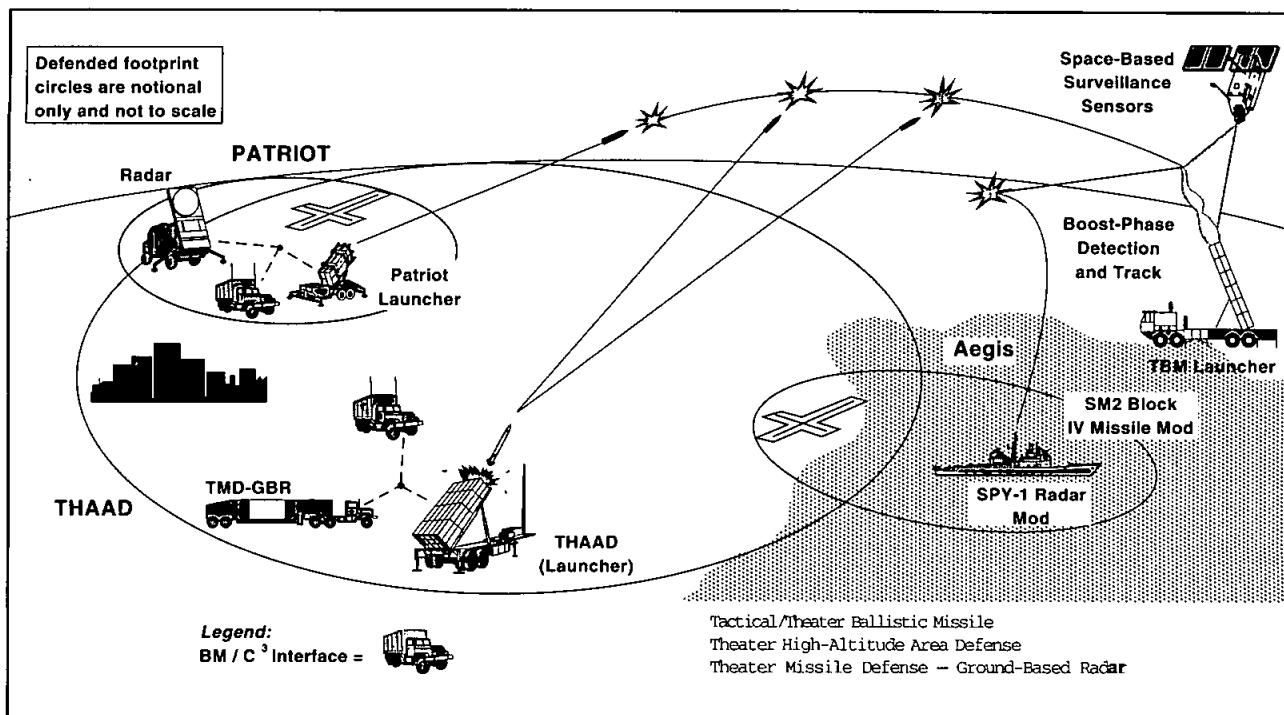 Defended footprint
circles are notional
only and not to scale
Space-Based
Surveillance
Sensors
PATRIOT
Radar
Patriot
Launcher
Boost-Phase
Detection
and Track
Aegis
TBM Launcher
SM2 Block
IV Missile Mod
TMD-GBR
THAAD
SPY-1 Radar
Mod
THAAD
(Launcher)
Legend:
BM / C³ Interface =
Tactical/Theater Ballistic Missile
Theater High-Altitude Area Defense
Theater Missile Defense — Ground-Based Radar